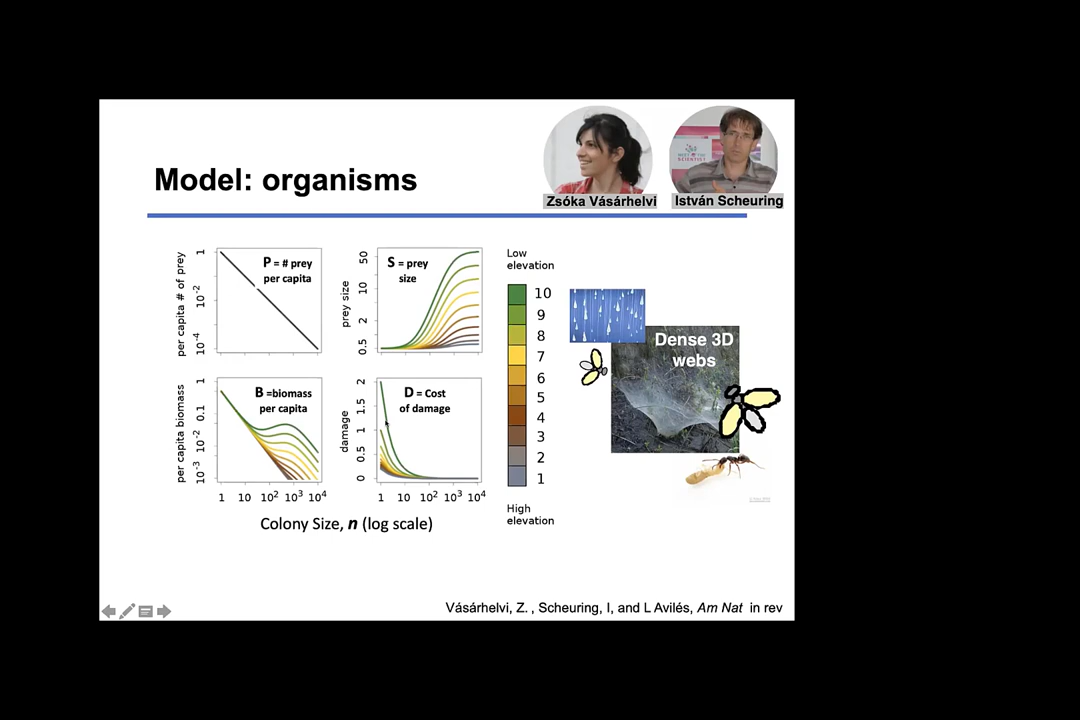 Model: organisms
Zsóka Vásárhelvi
István Scheuring
per capita # of prey
1
10-2
10-4
P = # prey
per capita
prey size
50
10
2
0.5
S = prey
size
per capita biomass
1
0.1
10-2
10-3
B =biomass
per capita
damage
2
1.5
1
0.5
0
D = Cost
of damage
1 10 10² 10³ 10⁴
1 10 10² 10³ 10⁴
Colony Size, n (log scale)
Low
elevation
10
9
8
7
6
5
4
3
2
1
High
elevation
Dense 3D
webs
MEET THE
SCIENTIST
Vásárhelvi, Z. , Scheuring, I, and L Avilés, Am Nat in rev